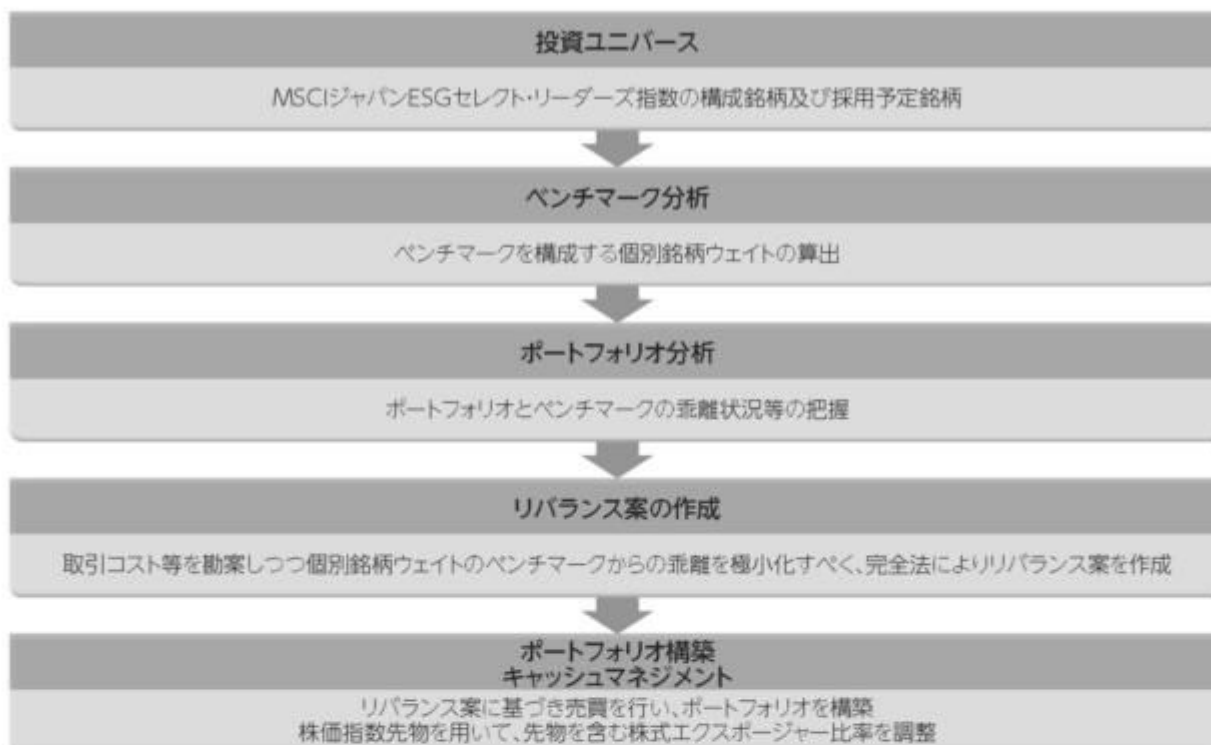 投資ユニバース
MSCIジャパンESGセレクト・リーダーズ指数の構成銘柄及び採用予定銘柄
ベンチマーク分析
ベンチマークを構成する個別銘柄ウェイトの算出
ポートフォリオ分析
ポートフォリオとベンチマークの乖離状況等の把握
リバランス案の作成
取引コスト等を勘案しつつ個別銘柄ウェイトのベンチマークからの乖離を極小化すべく、完全法によりリバランス案を作成
ポートフォリオ構築
キャッシュマネジメント
リバランス案に基づき売買を行い、ポートフォリオを構築
株価指数先物を用いて、先物を含む株式エクスポージャー比率を調整